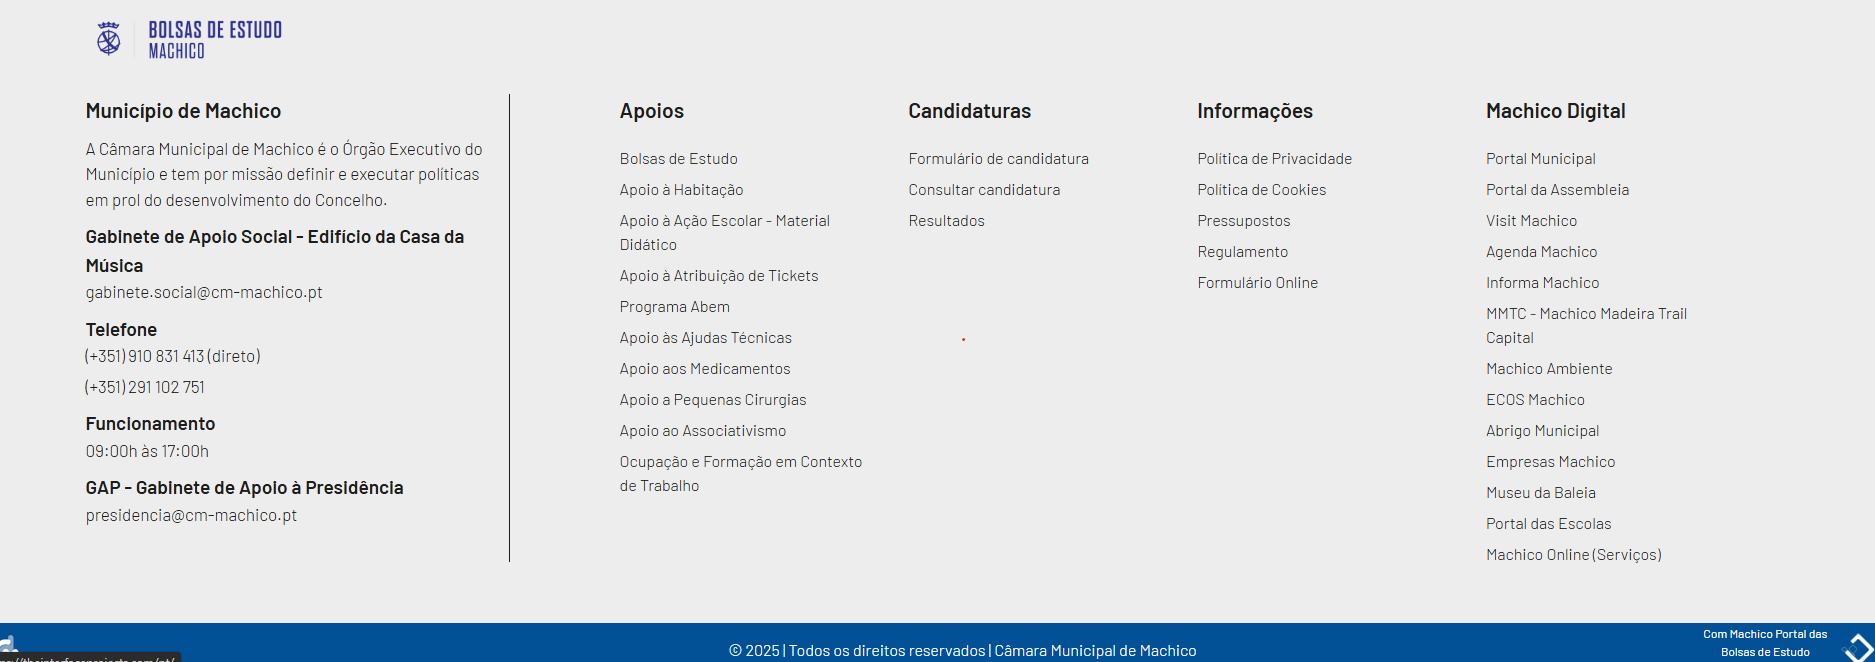 BOLSAS DE ESTUDO
MACHICO
Município de Machico
A Câmara Municipal de Machico é o Órgão Executivo do
Município e tem por missão definir e executar políticas
em prol do desenvolvimento do Concelho.
Gabinete de Apoio Social - Edifício da Casa da
Música
gabinete.social@cm-machico.pt
Telefone
(+351) 910 831 413 (direto)
(+351) 291 102 751
Funcionamento
09:00h às 17:00h
GAP - Gabinete de Apoio à Presidência
presidencia@cm-machico.pt
Apoios
Bolsas de Estudo
Apoio à Habitação
Apoio à Ação Escolar - Material
Didático
Apoio à Atribuição de Tickets
Programa Abem
Apoio às Ajudas Técnicas
Apoio aos Medicamentos
Apoio a Pequenas Cirurgias
Apoio ao Associativismo
Ocupação e Formação em Contexto
de Trabalho
Candidaturas
Formulário de candidatura
Consultar candidatura
Resultados
Informações
Política de Privacidade
Política de Cookies
Pressupostos
Regulamento
Formulário Online
Machico Digital
Portal Municipal
Portal da Assembleia
Visit Machico
Agenda Machico
Informa Machico
MMTC - Machico Madeira Trail
Capital
Machico Ambiente
ECOS Machico
Abrigo Municipal
Empresas Machico
Museu da Baleia
Portal das Escolas
Machico Online (Serviços)
© 2025 | Todos os direitos reservados | Câmara Municipal de Machico
Com Machico Portal das
Bolsas de Estudo